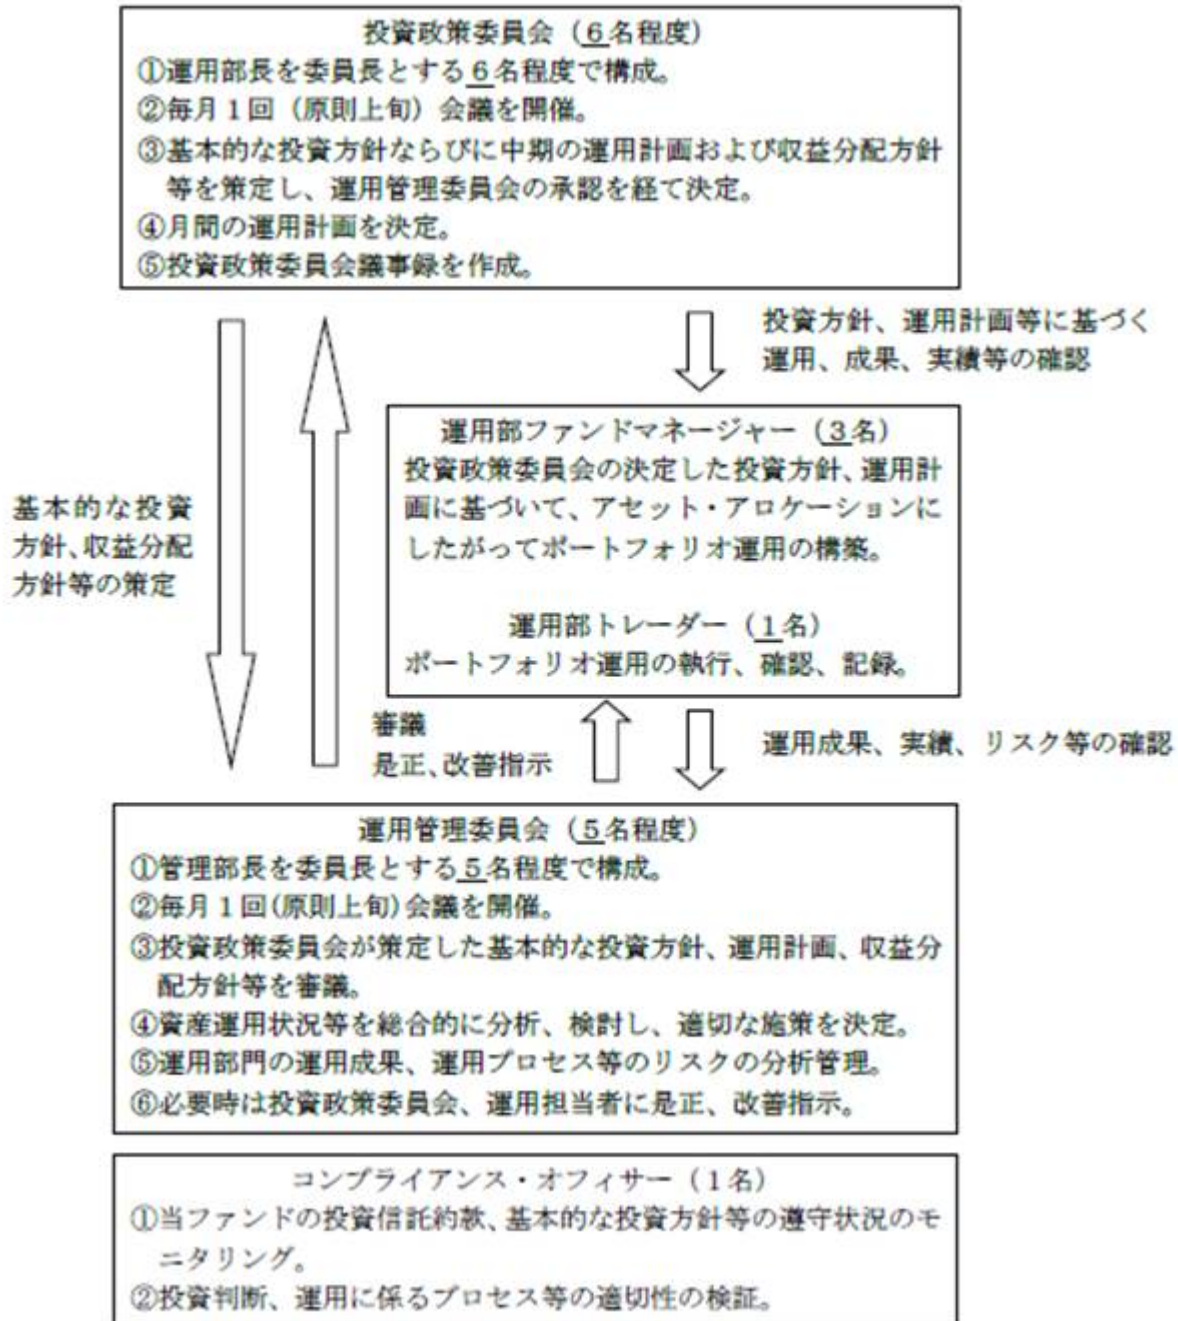 投資政策委員会（６名程度）
①運用部長を委員長とする６名程度で構成。
②毎月１回（原則上旬）会議を開催。
③基本的な投資方針ならびに中期の運用計画および収益分配方針
等を策定し、運用管理委員会の承認を経て決定。
④月間の運用計画を決定。
⑤投資政策委員会議事録を作成。
投資方針、運用計画等に基づく
運用、成果、実績等の確認
運用部ファンドマネージャー（３名）
投資政策委員会の決定した投資方針、運用計
画に基づいて、アセット・アロケーションに
したがってポートフォリオ運用の構築。
運用部トレーダー（１名）
ポートフォリオ運用の執行、確認、記録。
基本的な投資
方針、収益分配
方針等の策定
審議
是正、改善指示
運用成果、実績、リスク等の確認
運用管理委員会（５名程度）
①管理部長を委員長とする５名程度で構成。
②毎月１回(原則上旬)会議を開催。
③投資政策委員会が策定した基本的な投資方針、運用計画、収益分
配方針等を審議。
④資産運用状況等を総合的に分析、検討し、適切な施策を決定。
⑤運用部門の運用成果、運用プロセス等のリスクの分析管理。
⑥必要時は投資政策委員会、運用担当者に是正、改善指示。
コンプライアンス・オフィサー（１名）
①当ファンドの投資信託約款、基本的な投資方針等の遵守状況のモ
ニタリング。
②投資判断、運用に係るプロセス等の適切性の検証。